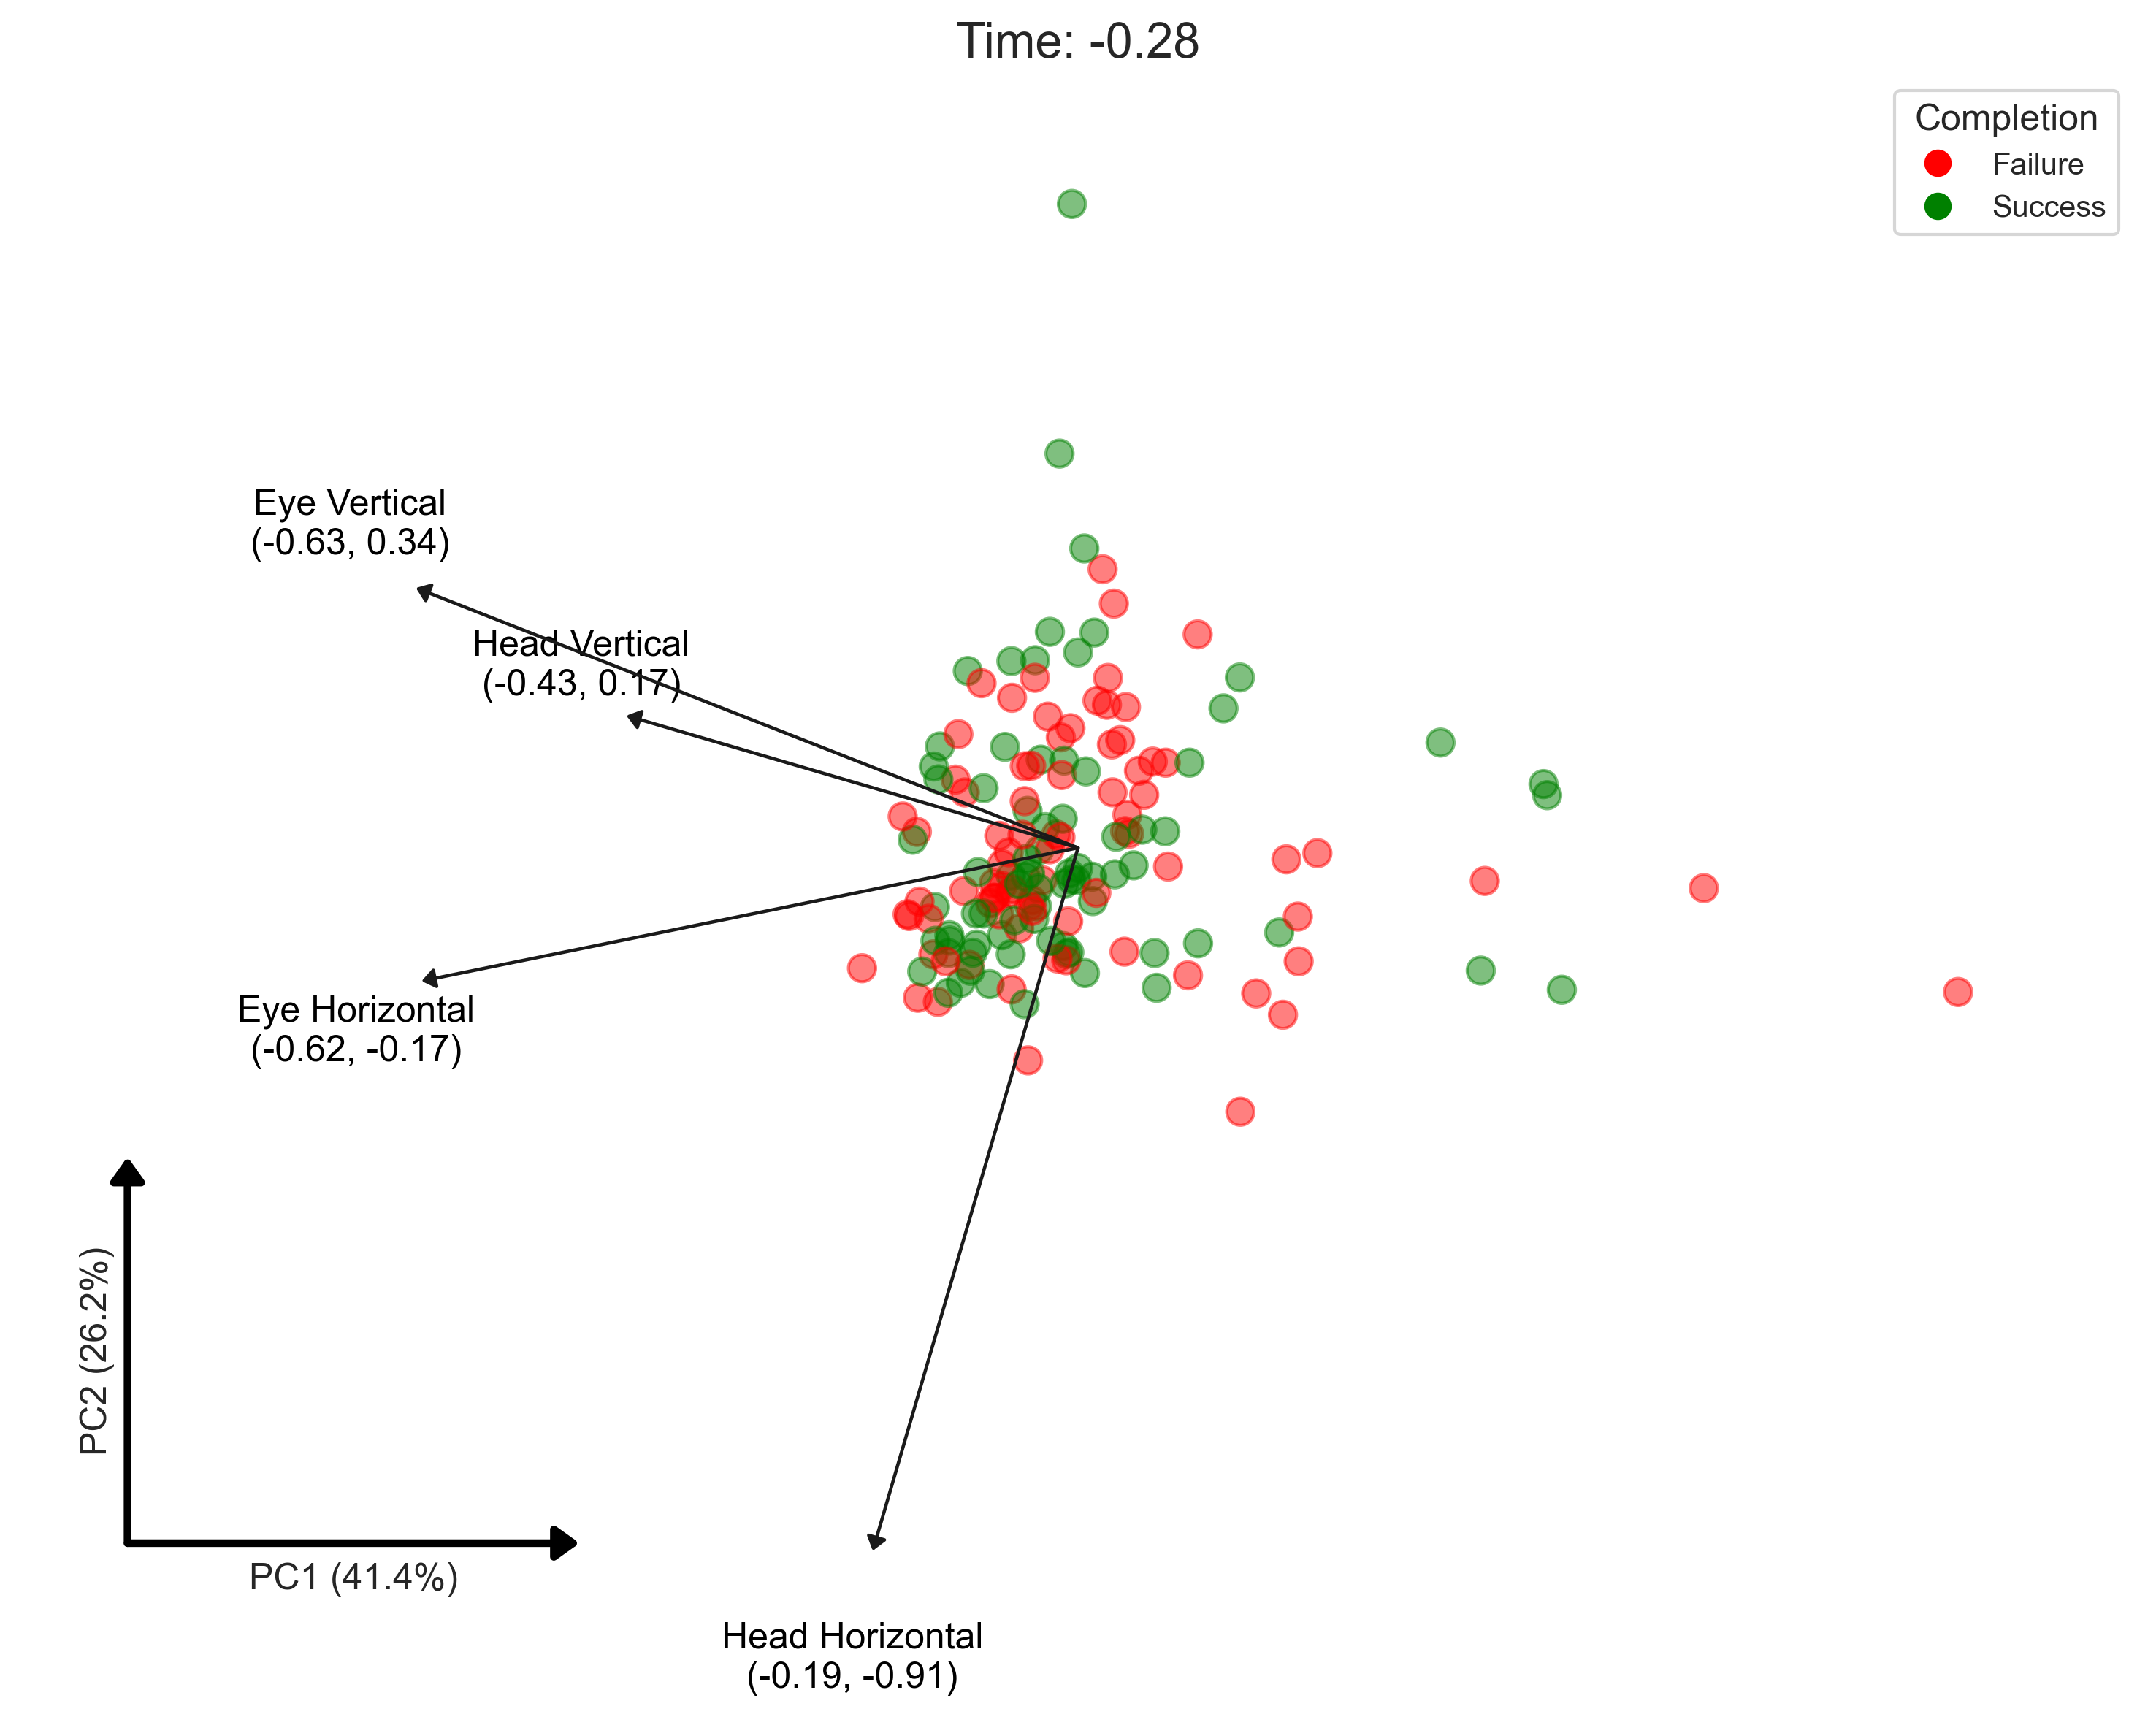 Time: -0.28
Completion
Failure
Success
Eye Vertical
(-0.63, 0.34)
Head Vertical
(-0.43, 0.17)
Eye Horizontal
(-0.62, -0.17)
PC2 (26.2%)
PC1 (41.4%)
Head Horizontal
(-0.19, -0.91)